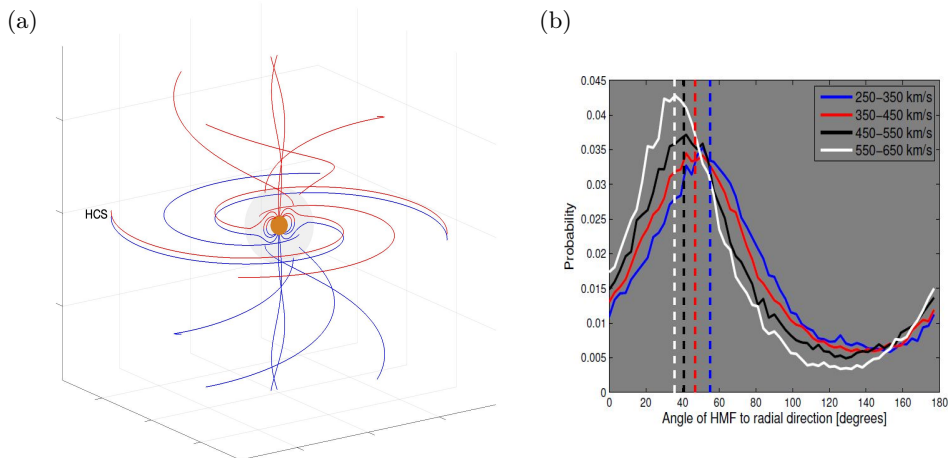 (a)
HCS
(b)
Probability
0.045
0.04
0.035
0.03
0.025
0.02
0.015
0.01
0.005
0
0 20 40 60 80 100 120 140 160 180
Angle of HMF to radial direction [degrees]
250−350 km/s
350−450 km/s
450−550 km/s
550−650 km/s